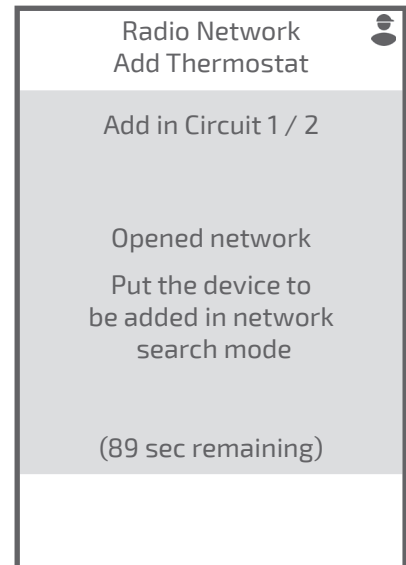 Radio Network
Add Thermostat
Add in Circuit 1 / 2
Opened network
Put the device to
be added in network
search mode
(89 sec remaining)